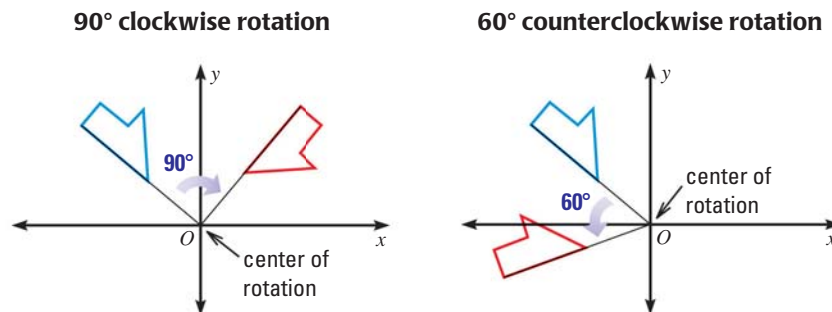 90° clockwise rotation
y
90°
O
x
center of
rotation
60° counterclockwise rotation
y
60°
center of
rotation
O
x